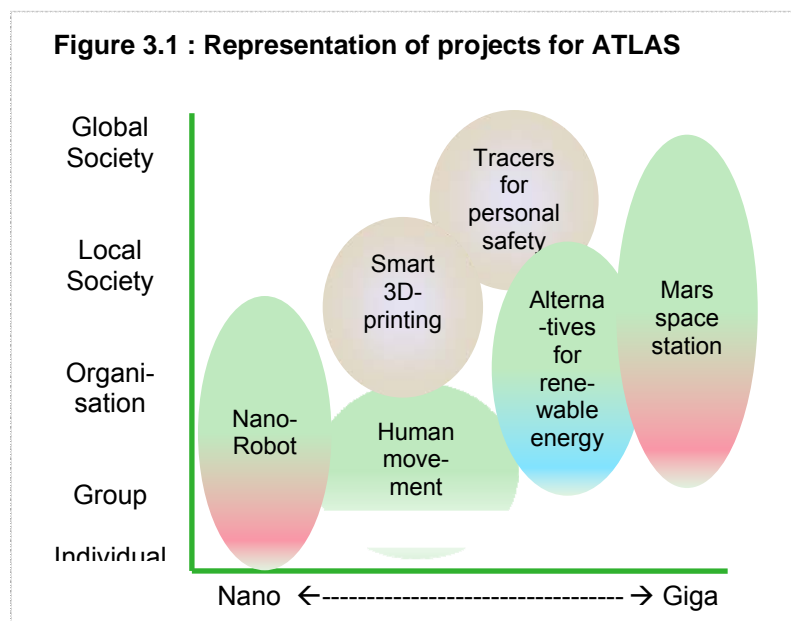 Figure 3.1 : Representation of projects for ATLAS
Global
Society
Tracers
for
personal
safety
Local
Society
Smart
3D-
printing
Alterna
-tives
for
rene-
wable
energy
Mars
space
station
Organi-
sation
Nano-
Robot
Human
move-
ment
Group
Individual
Nano ←--------------------------------→ Giga